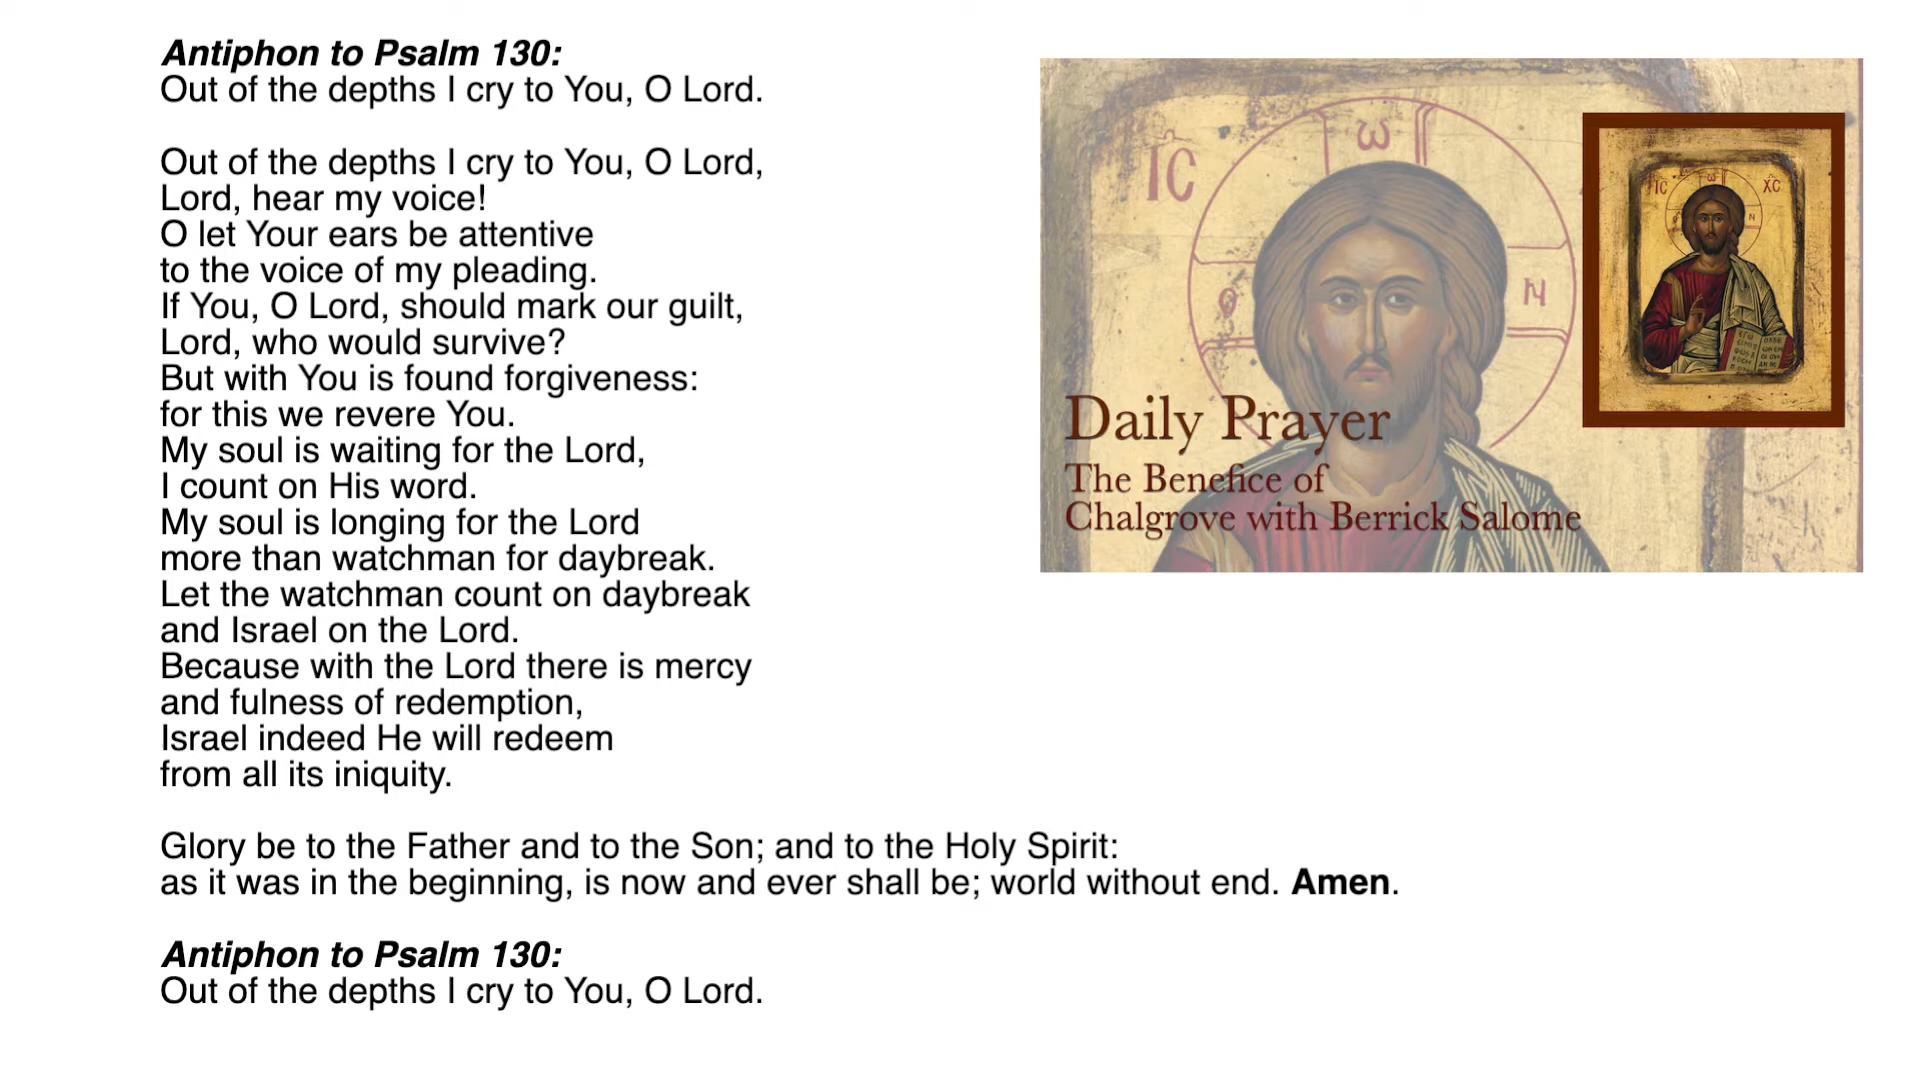 Antiphon to Psalm 130:
Out of the depths I cry to You, O Lord.
Out of the depths I cry to You, O Lord,
Lord, hear my voice!
O let Your ears be attentive
to the voice of my pleading.
If You, O Lord, should mark our guilt,
Lord, who would survive?
But with You is found forgiveness:
for this we revere You.
My soul is waiting for the Lord,
I count on His word.
My soul is longing for the Lord
more than watchman for daybreak.
Let the watchman count on daybreak
and Israel on the Lord.
Because with the Lord there is mercy
and fulness of redemption,
Israel indeed He will redeem
from all its iniquity.
Glory be to the Father and to the Son; and to the Holy Spirit:
as it was in the beginning, is now and ever shall be; world without end. Amen.
Antiphon to Psalm 130:
Out of the depths I cry to You, O Lord.
ω
IC
Ο Ν
Daily Prayer
The Benefice of
Chalgrove with Berrick Salome
IC ω XC
Ν